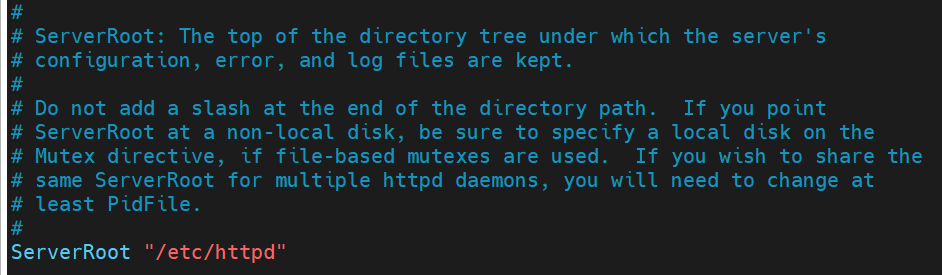 #
# ServerRoot: The top of the directory tree under which the server's
# configuration, error, and log files are kept.
#
# Do not add a slash at the end of the directory path.  If you point
# ServerRoot at a non-local disk, be sure to specify a local disk on the
# Mutex directive, if file-based mutexes are used.  If you wish to share the
# same ServerRoot for multiple httpd daemons, you will need to change at
# least PidFile.
#
ServerRoot "/etc/httpd"